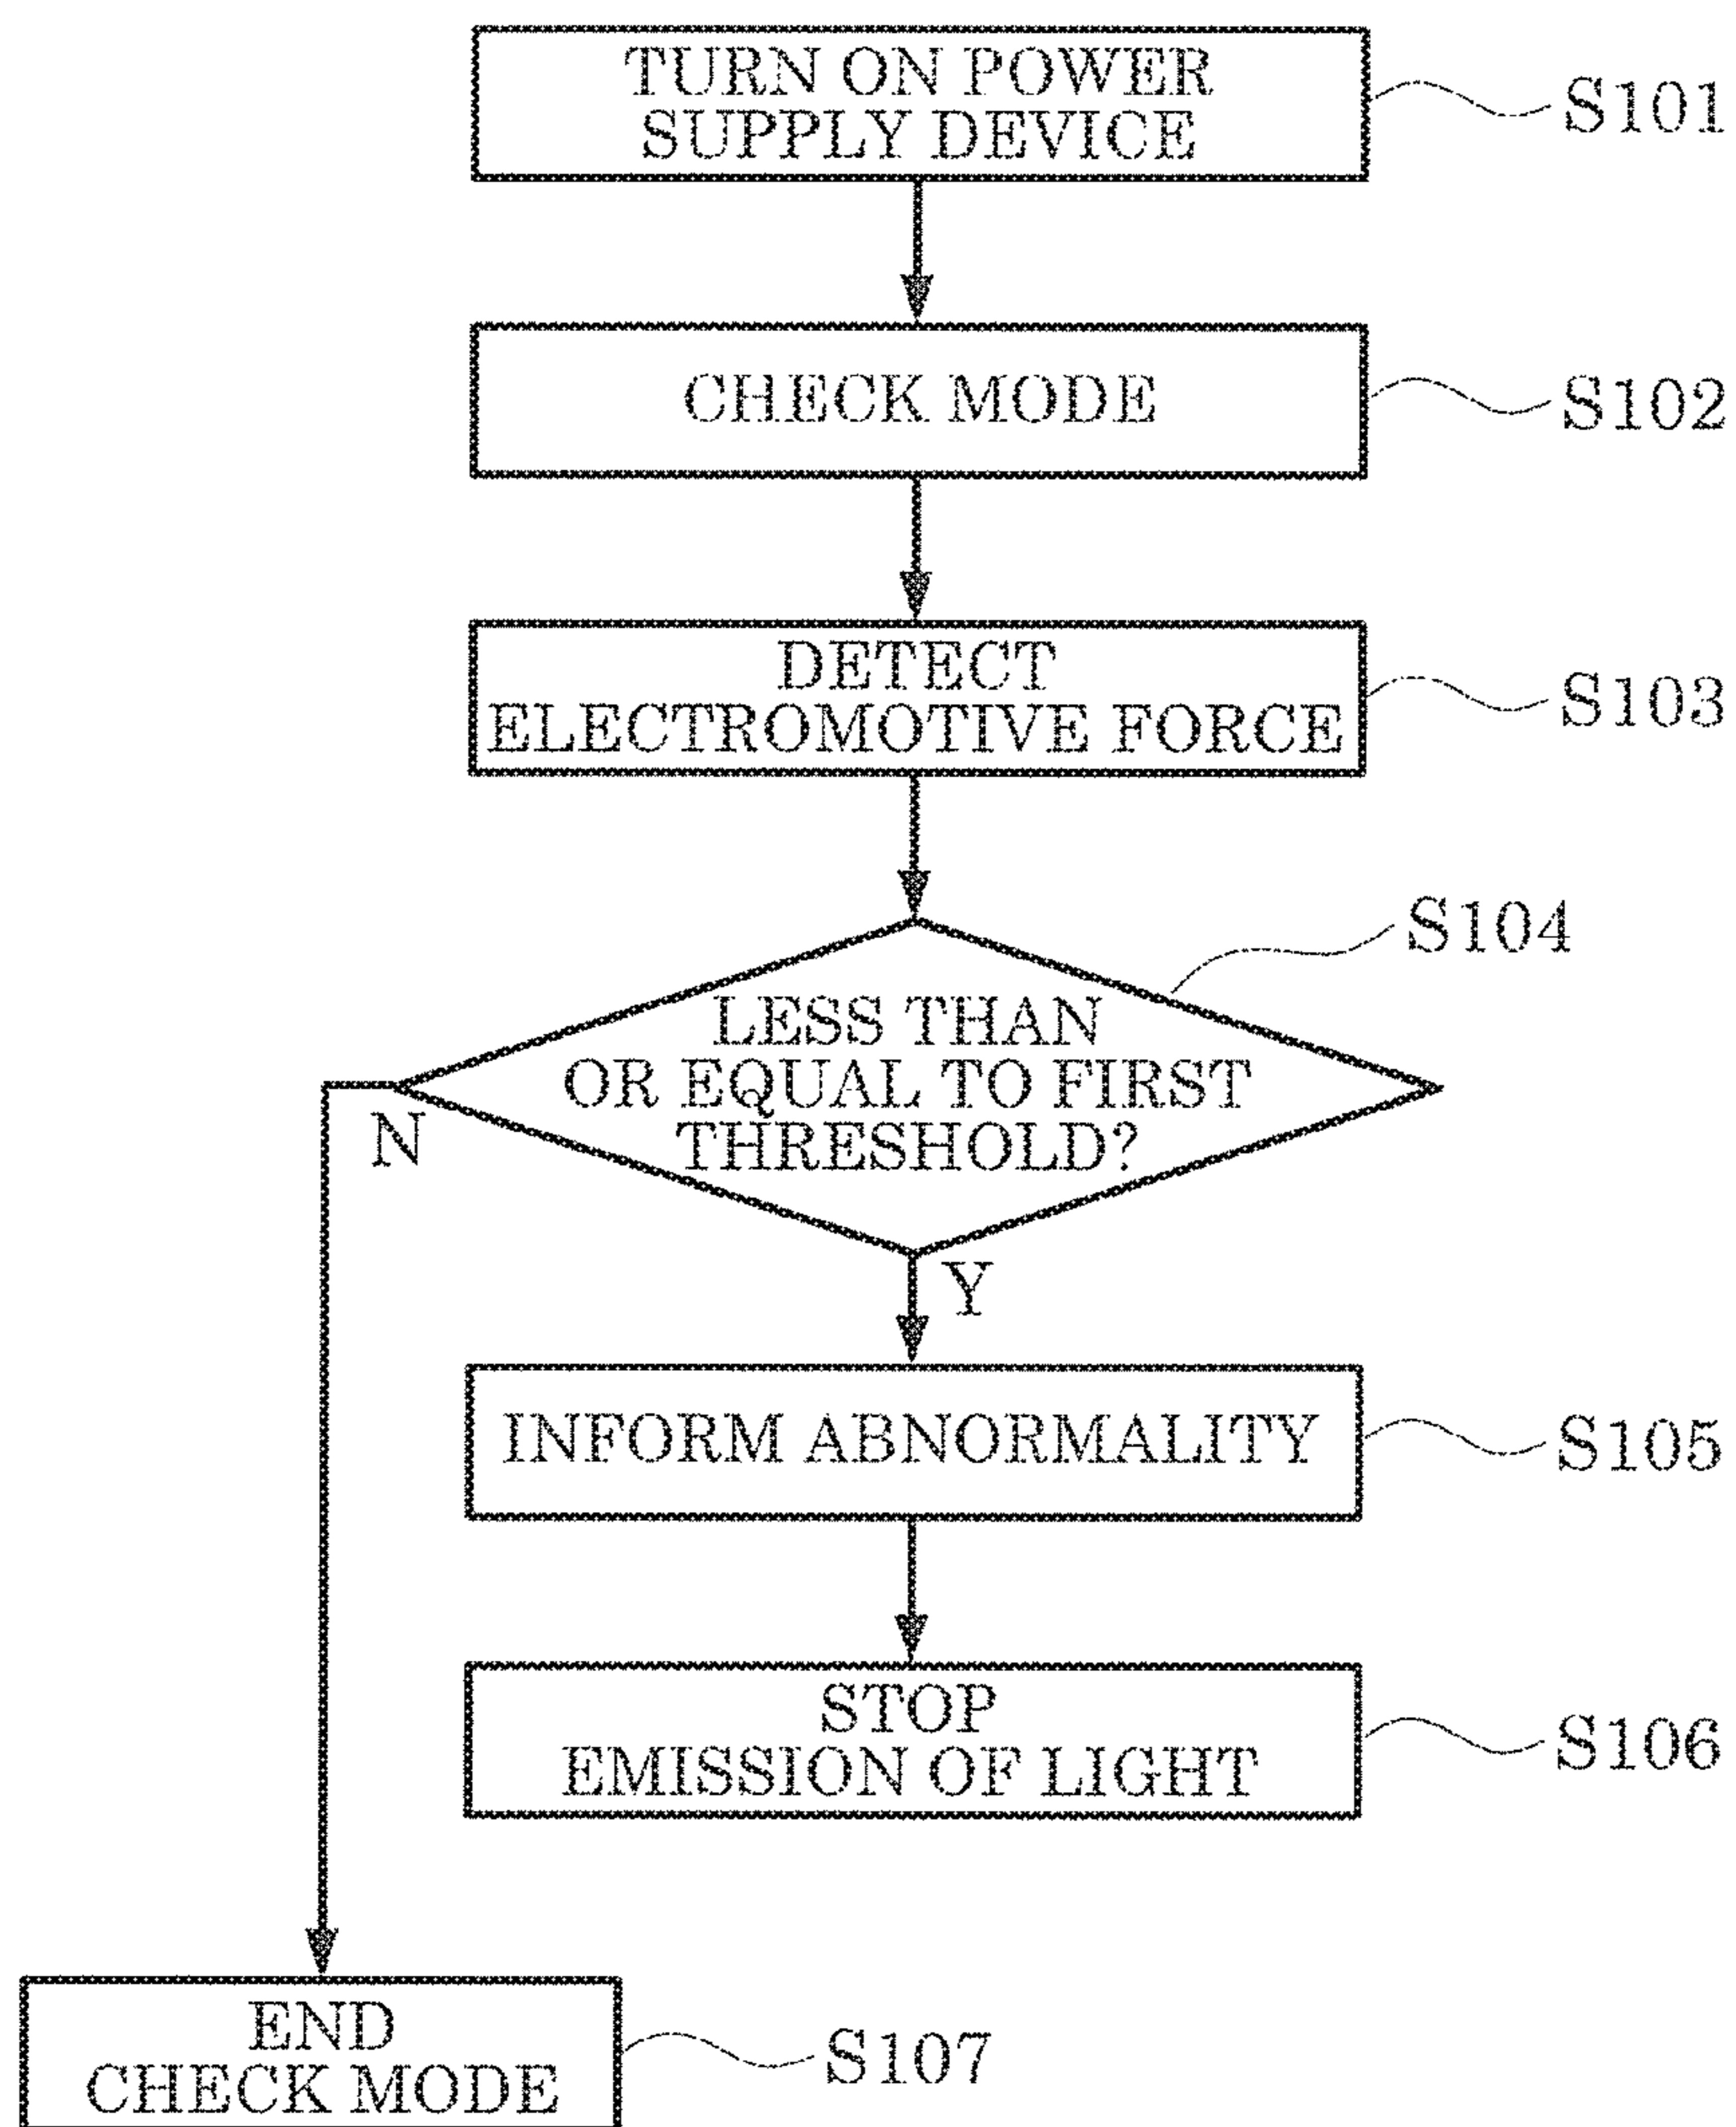 TURN ON POWER
SUPPLY DEVICE
S101
CHECK MODE
S102
DETECT
ELECTROMOTIVE FORCE
S103
S104
LESS THAN
OR EQUAL TO FIRST
THRESHOLD?
N
Y
INFORM ABNORMALITY
S105
STOP
EMISSION OF LIGHT
S106
END
CHECK MODE
S107